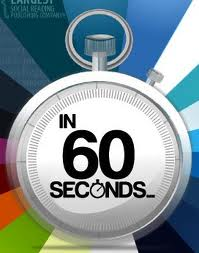 LARGEST
SOCIAL READING
PUBLISHING COMPANY
IN
60
SECONDS...